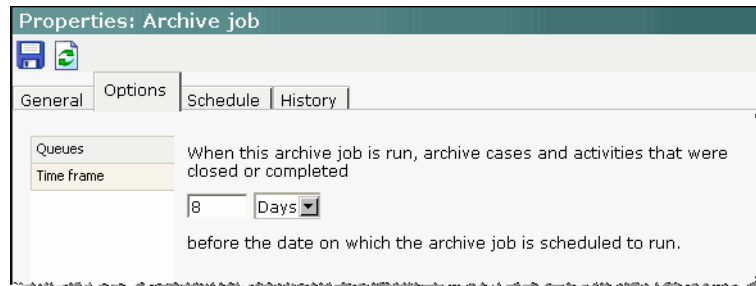 Properties: Archive job
General Options Schedule History
Queues
Time frame
When this archive job is run, archive cases and activities that were
closed or completed
8 Days
before the date on which the archive job is scheduled to run.